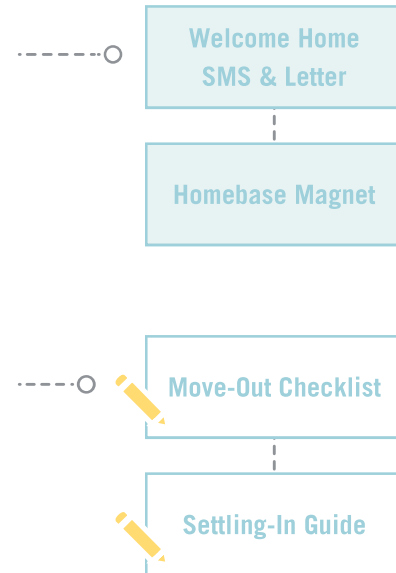 Welcome Home
SMS & Letter
Homebase Magnet
Move-Out Checklist
Settling-In Guide